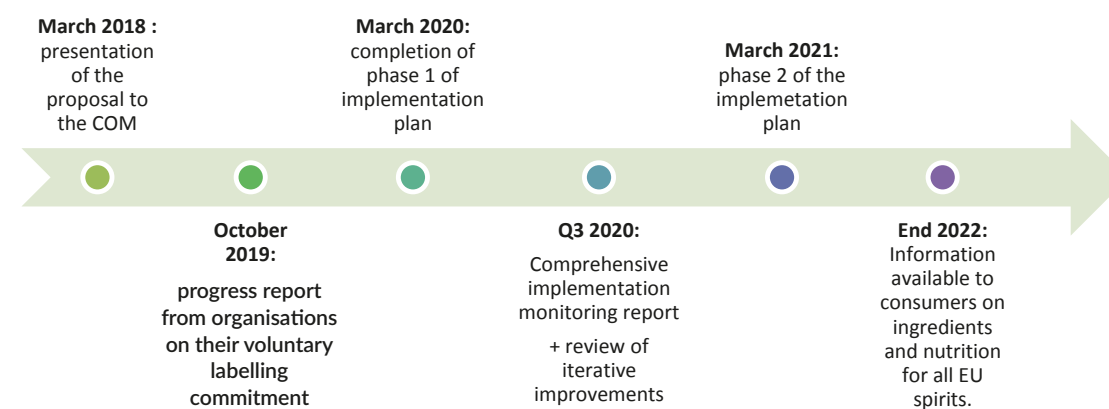 March 2018 :
presentation
of the
proposal to
the COM
October
2019:
progress report
from organisations
on their voluntary
labelling
commitment
March 2020:
completion of
phase 1 of
implementation
plan
Q3 2020:
Comprehensive
implementation
monitoring report
+ review of
iterative
improvements
March 2021:
phase 2 of the
implemetation
plan
End 2022:
Information
available to
consumers on
ingredients
and nutrition
for all EU
spirits.